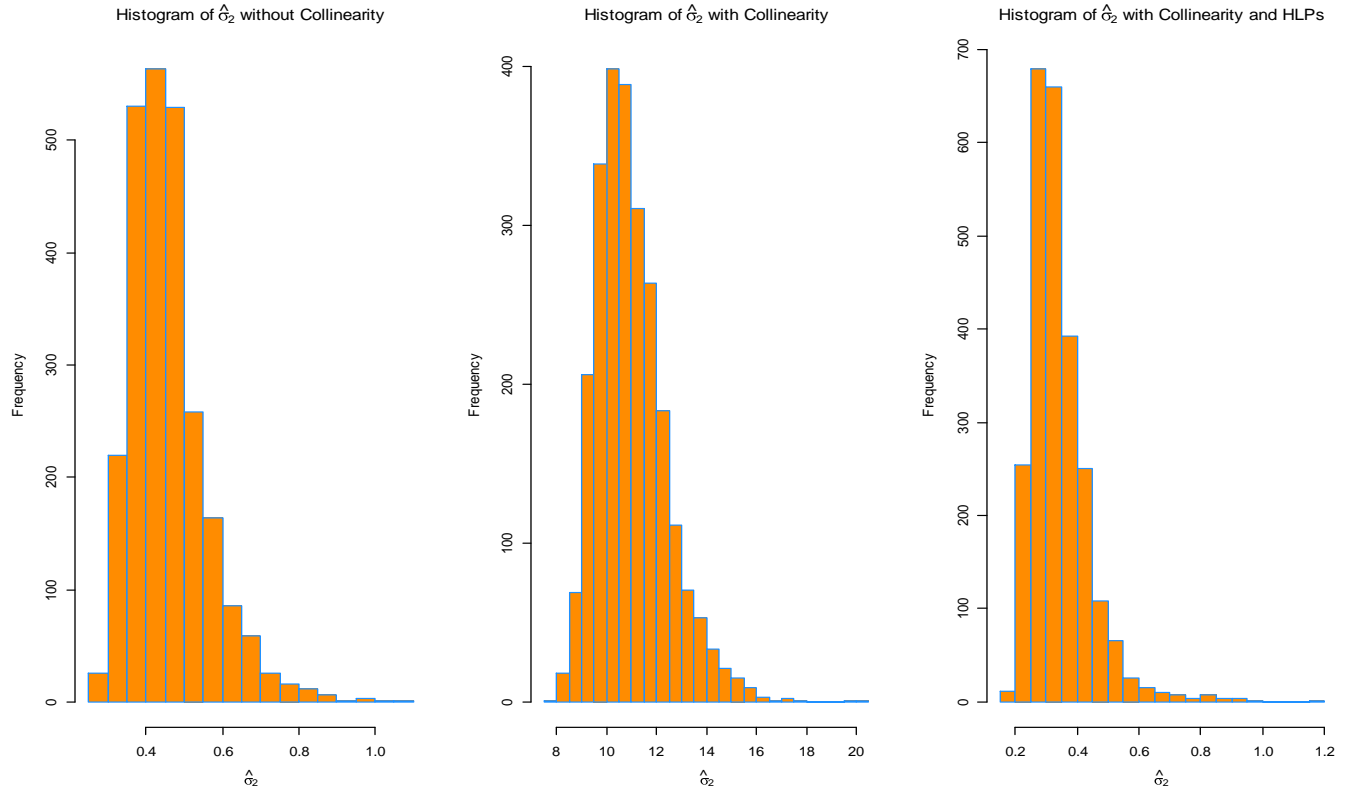 Histogram of σ̂₂ without Collinearity
Frequency
0 100 200 300 400 500
0.4 0.6 0.8 1.0
σ̂₂
Histogram of σ̂₂ with Collinearity
Frequency
0 100 200 300 400
8 10 12 14 16 18 20
σ̂₂
Histogram of σ̂₂ with Collinearity and HLPs
Frequency
0 100 200 300 400 500 600 700
0.2 0.4 0.6 0.8 1.0 1.2
σ̂₂